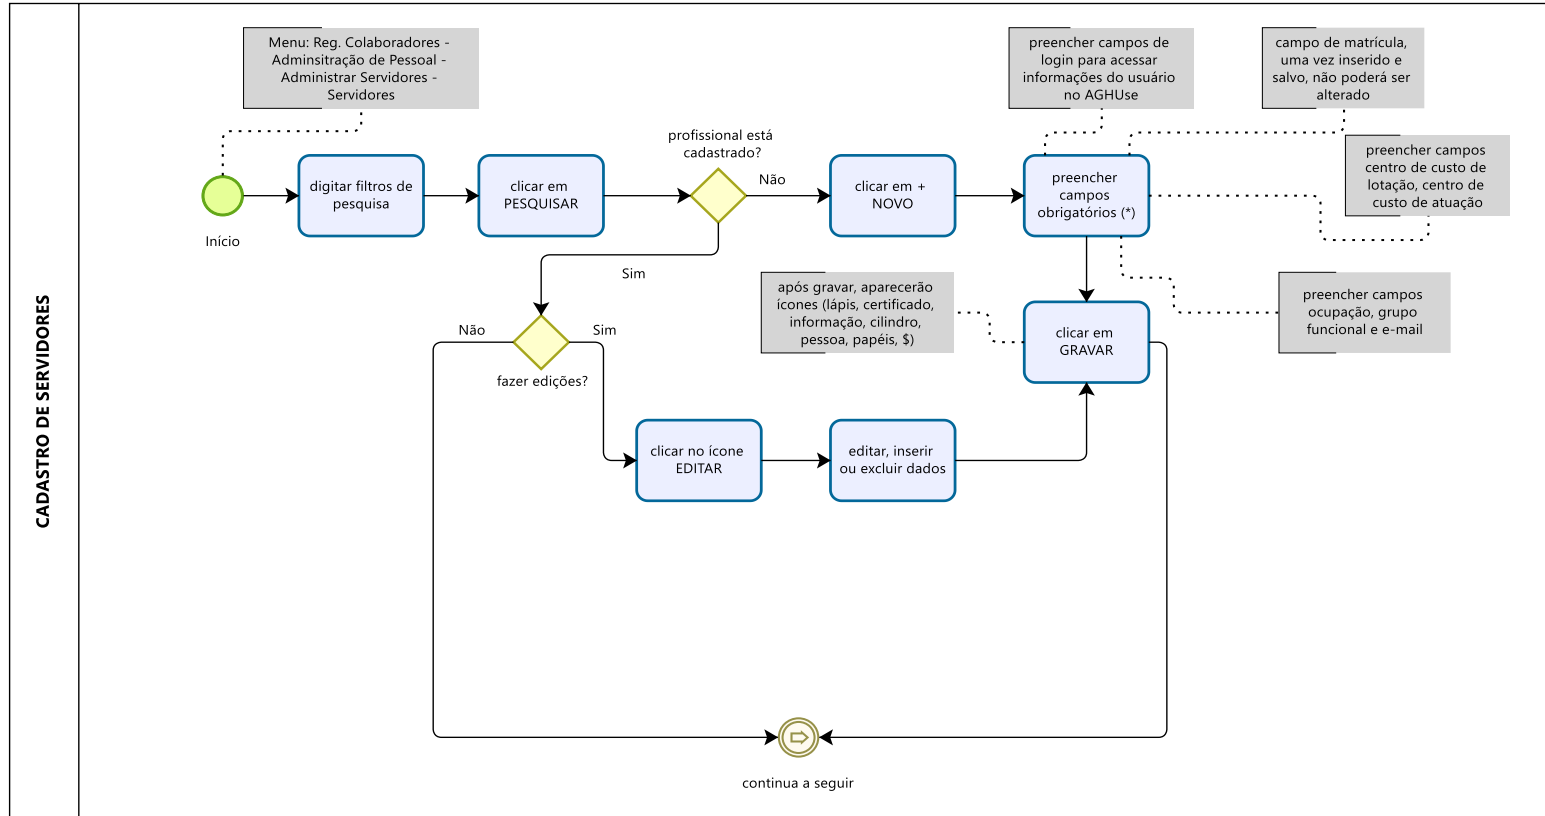 CADASTRO DE SERVIDORES
Menu: Reg. Colaboradores -
Adminsitração de Pessoal -
Administrar Servidores -
Servidores
preencher campos de
login para acessar
informações do usuário
no AGHUse
campo de matrícula,
uma vez inserido e
salvo, não poderá ser
alterado
profissional está
cadastrado?
preencher campos
centro de custo de
lotação, centro de
custo de atuação
Início
digitar filtros de
pesquisa
clicar em
PESQUISAR
Não
clicar em +
NOVO
preencher
campos
obrigatórios (*)
Sim
após gravar, aparecerão
ícones (lápis, certificado,
informação, cilindro,
pessoa, papéis, $)
preencher campos
ocupação, grupo
funcional e e-mail
Não
Sim
fazer edições?
clicar em
GRAVAR
clicar no ícone
EDITAR
editar, inserir
ou excluir dados
continua a seguir